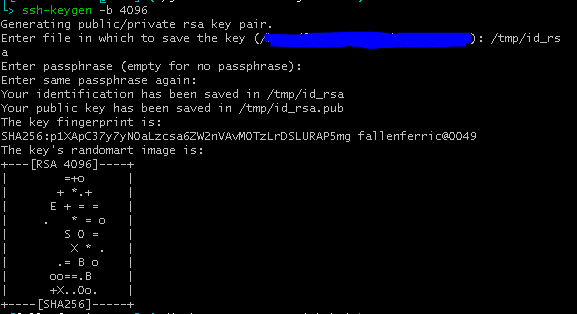 ssh-keygen -b 4096
Generating public/private rsa key pair.
Enter file in which to save the key (/ ): /tmp/id_rs
a
Enter passphrase (empty for no passphrase):
Enter same passphrase again:
Your identification has been saved in /tmp/id_rsa
Your public key has been saved in /tmp/id_rsa.pub
The key fingerprint is:
SHA256:p1XApC37y7yN0aLzcsa6ZW2nVAvM0TzLrDSLURAP5mg fallenferric@0049
The key's randomart image is:
+---[RSA 4096]----+
|       =+o       |
|      + *.+      |
|     E + = =     |
|    .   * = o    |
|       S O =     |
|        X * .    |
|      .= B o     |
|     oo==.B      |
|     +X..Oo.     |
+----[SHA256]-----+